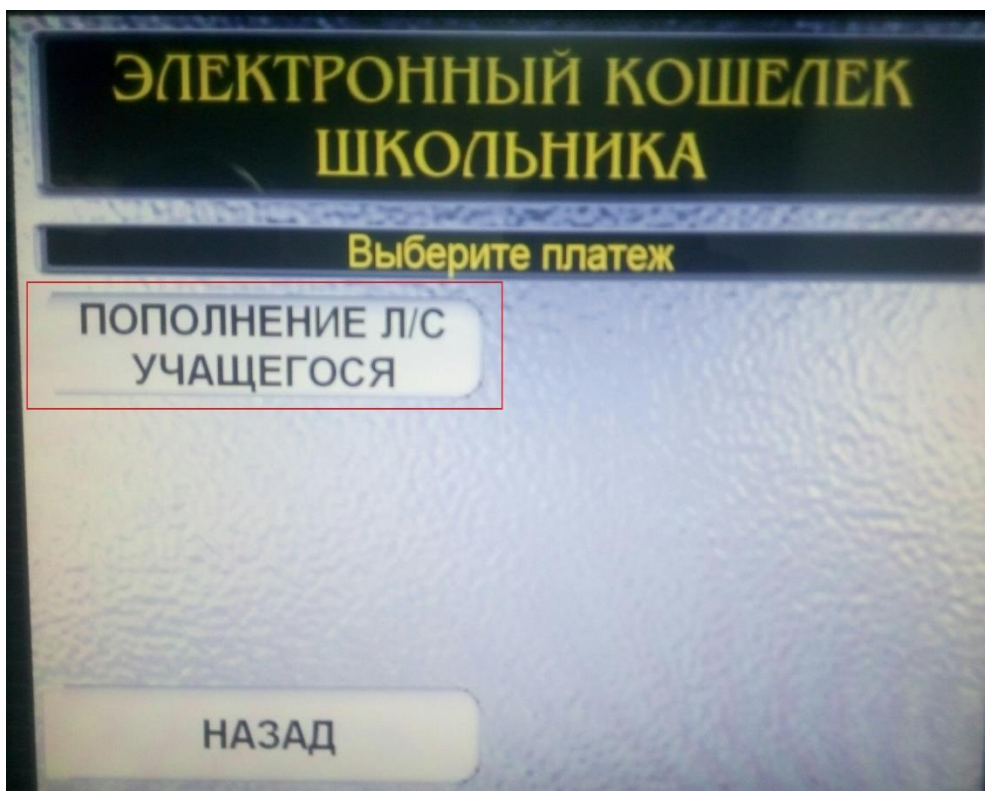 ЭЛЕКТРОННЫЙ КОШЕЛЕК
ШКОЛЬНИКА
Выберите платеж
ПОПОЛНЕНИЕ Л/С
УЧАЩЕГОСЯ
НАЗАД